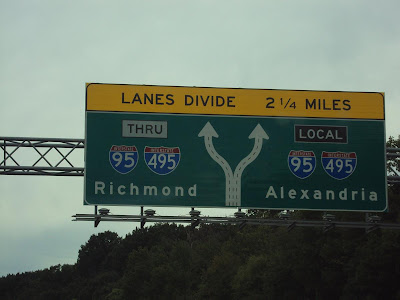 LANES DIVIDE 2 1/4 MILES
THRU
LOCAL
INTERSTATE 95 INTERSTATE 495
INTERSTATE 95 INTERSTATE 495
Richmond
Alexandria